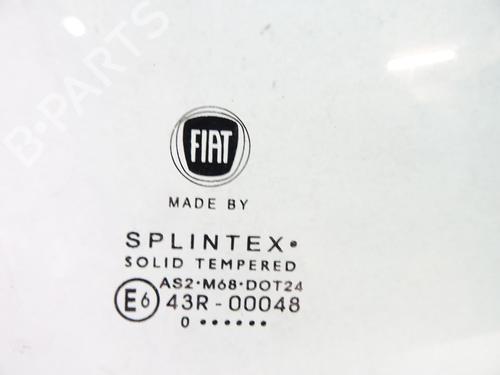 B-PARTS
FIAT
MADE BY
SPLINTEX•
SOLID TEMPERED
AS2•M68•DOT24
E6 43R-00048
0 ••••••